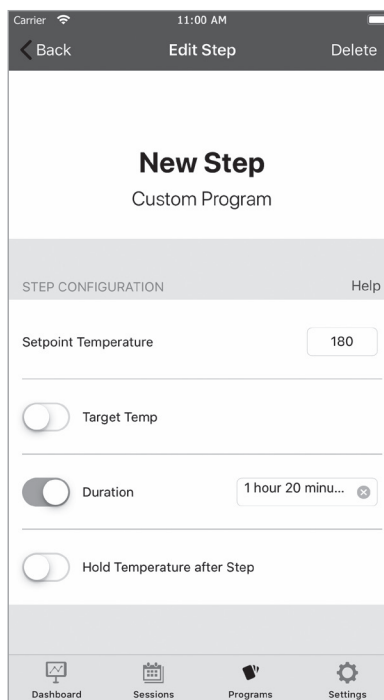 Carrier 11:00 AM
Back Edit Step Delete
New Step
Custom Program
STEP CONFIGURATION Help
Setpoint Temperature 180
Target Temp
Duration 1 hour 20 minu...
Hold Temperature after Step
Dashboard Sessions Programs Settings